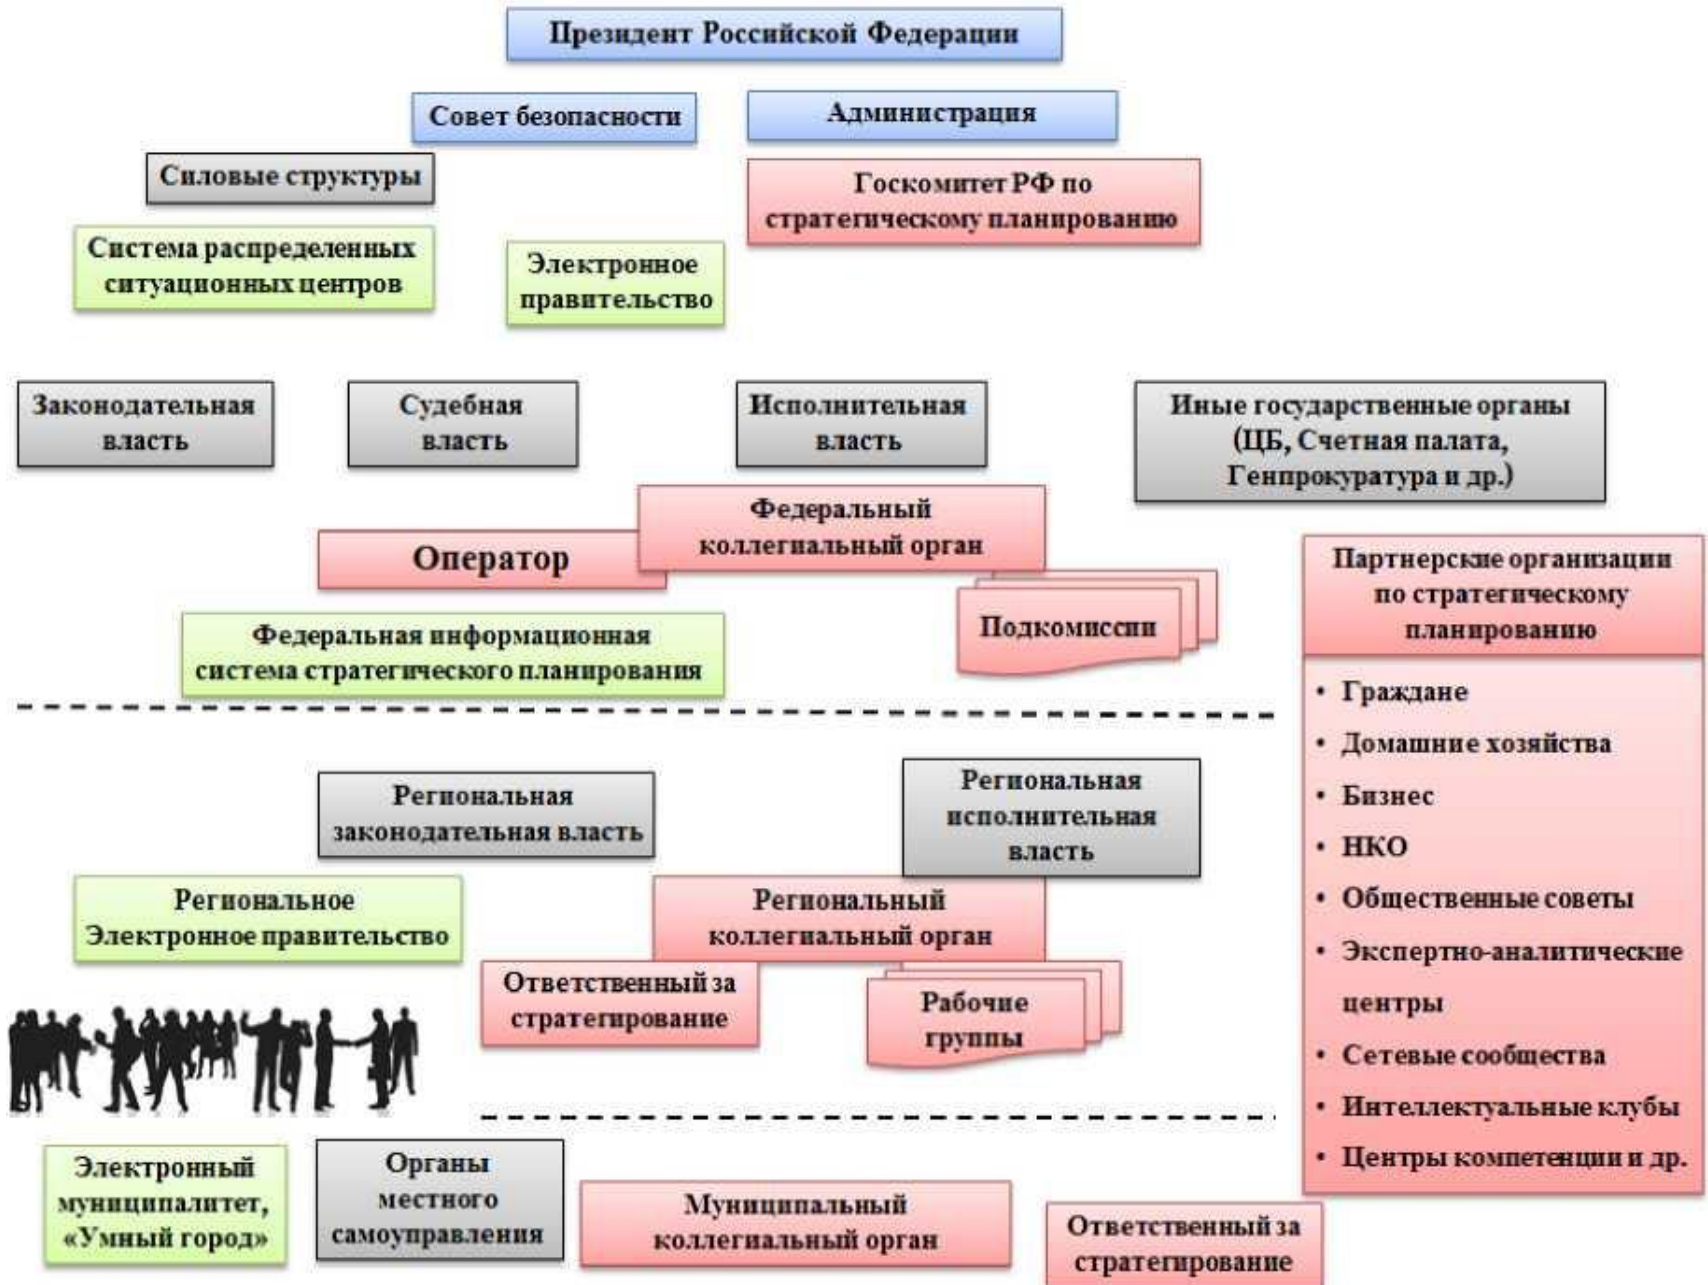 Президент Российской Федерации
Совет безопасности
Администрация
Силовые структуры
Госкомитет РФ по
стратегическому планированию
Система распределенных
ситуационных центров
Электронное
правительство
Законодательная
власть
Судебная
власть
Исполнительная
власть
Иные государственные органы
(ЦБ, Счетная палата,
Генпрокуратура и др.)
Федеральный
коллегиальный орган
Оператор
Подкомиссии
Федеральная информационная
система стратегического планирования
Партнерские организации
по стратегическому
планированию
• Граждане
• Домашние хозяйства
• Бизнес
• НКО
• Общественные советы
• Экспертно-аналитические
центры
• Сетевые сообщества
• Интеллектуальные клубы
• Центры компетенции и др.
Региональная
законодательная власть
Региональная
исполнительная
власть
Региональное
Электронное правительство
Региональный
коллегиальный орган
Ответственный за
стратегирование
Рабочие
группы
Электронный
муниципалитет,
«Умный город»
Органы
местного
самоуправления
Муниципальный
коллегиальный орган
Ответственный за
стратегирование